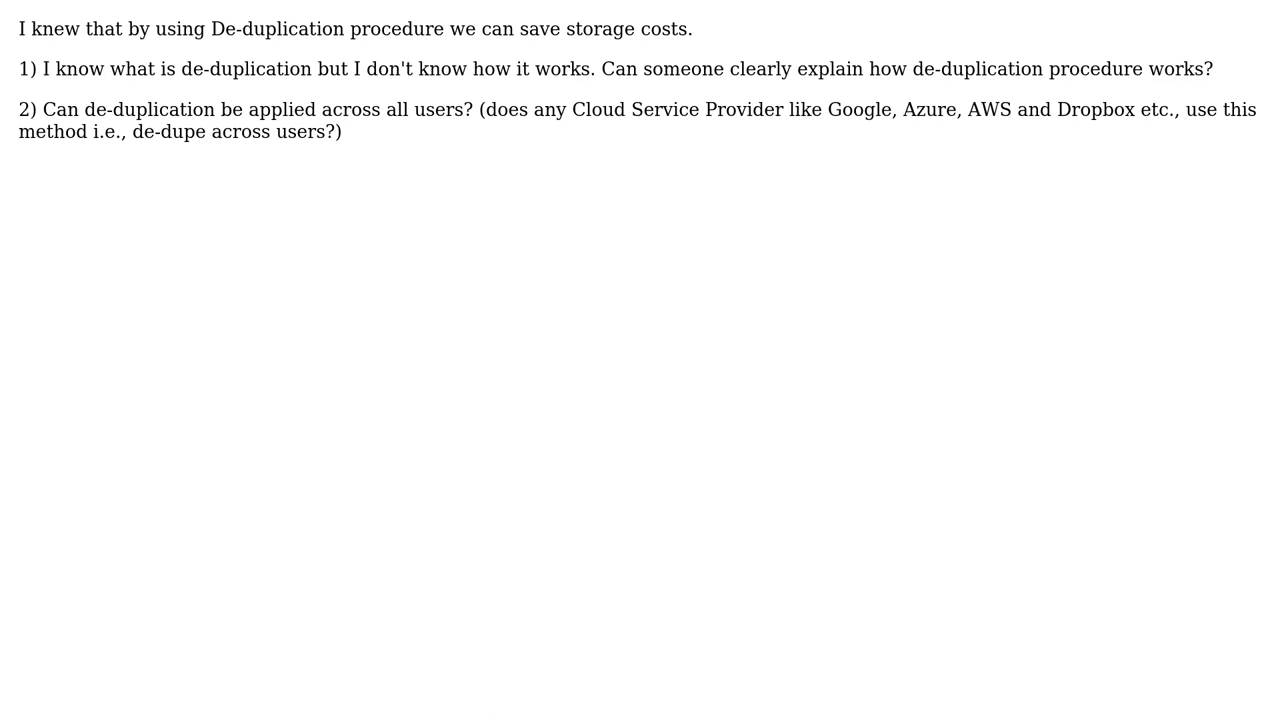 I knew that by using De-duplication procedure we can save storage costs.
1) I know what is de-duplication but I don't know how it works. Can someone clearly explain how de-duplication procedure works?
2) Can de-duplication be applied across all users? (does any Cloud Service Provider like Google, Azure, AWS and Dropbox etc., use this
method i.e., de-dupe across users?)